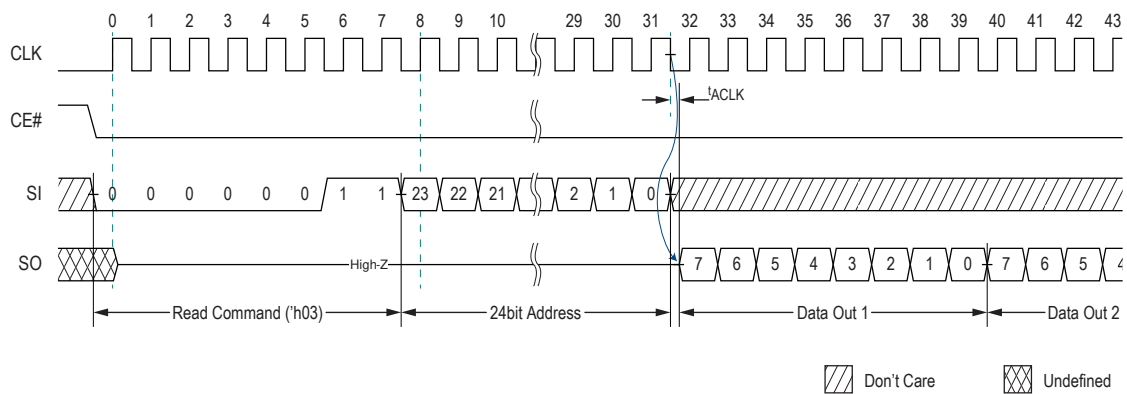 0 1 2 3 4 5 6 7 8 9 10 29 30 31 32 33 34 35 36 37 38 39 40 41 42 43
CLK
tACLK
CE#
SI 0 0 0 0 0 0 1 1 23 22 21 2 1 0
SO High-Z 7 6 5 4 3 2 1 0 7 6 5 4
Read Command ('h03) 24bit Address Data Out 1 Data Out 2
Don't Care Undefined